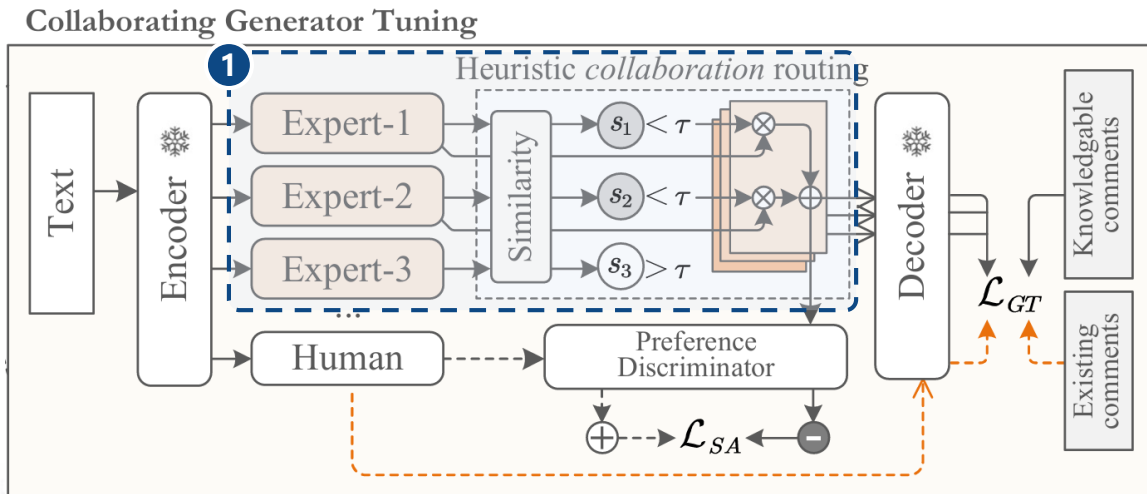 Collaborating Generator Tuning
1
Heuristic collaboration routing
Text
Encoder
Expert-1
Expert-2
Expert-3
...
Human
Similarity
s1 < τ
s2 < τ
s3 > τ
Preference
Discriminator
+
-
ℒSA
Decoder
ℒGT
Knowledgable
comments
Existing
comments